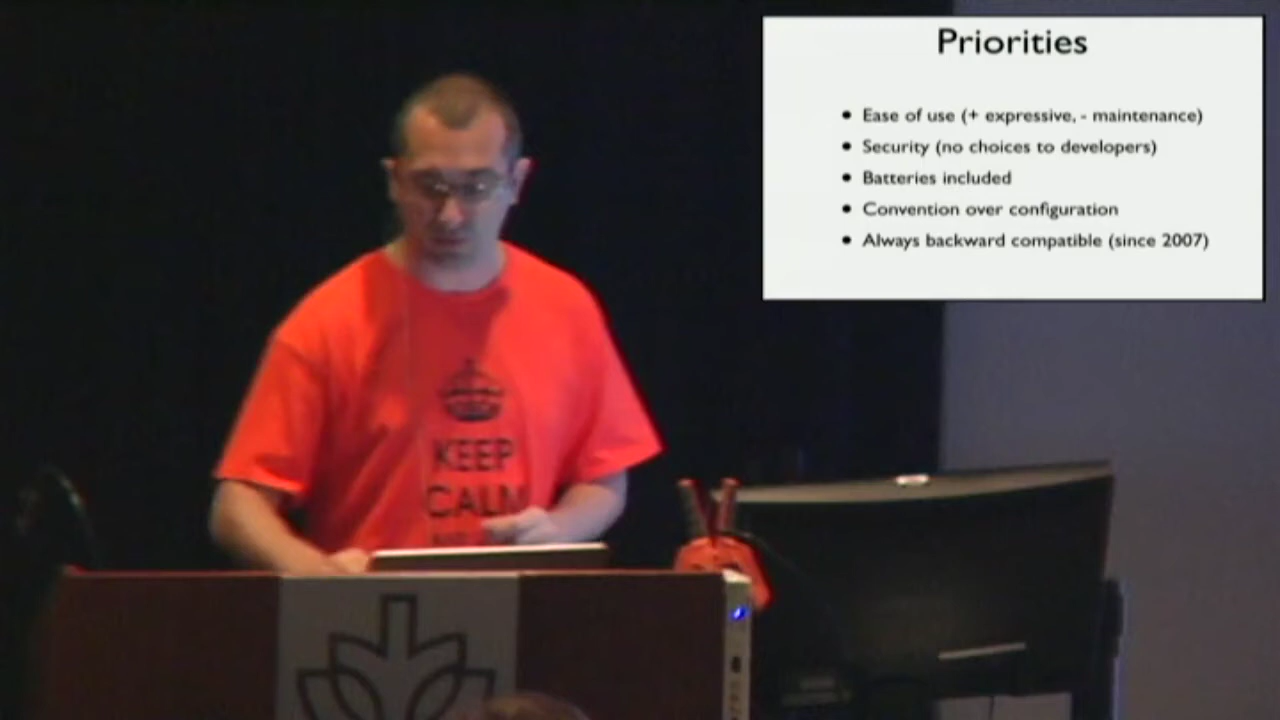 Priorities
• Ease of use (+ expressive, - maintenance)
• Security (no choices to developers)
• Batteries included
• Convention over configuration
• Always backward compatible (since 2007)
KEEP
CALM